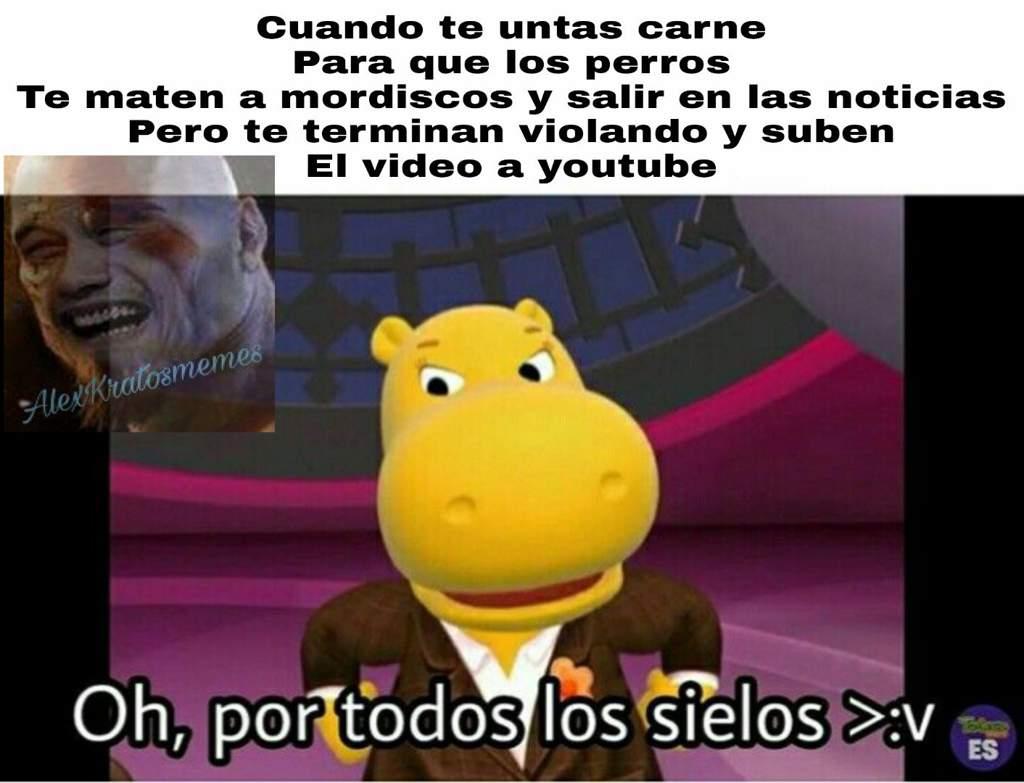 Cuando te untas carne
Para que los perros
Te maten a mordiscos y salir en las noticias
Pero te terminan violando y suben
El video a youtube
AlexKratosmemes
Oh, por todos los sielos >:v
ES